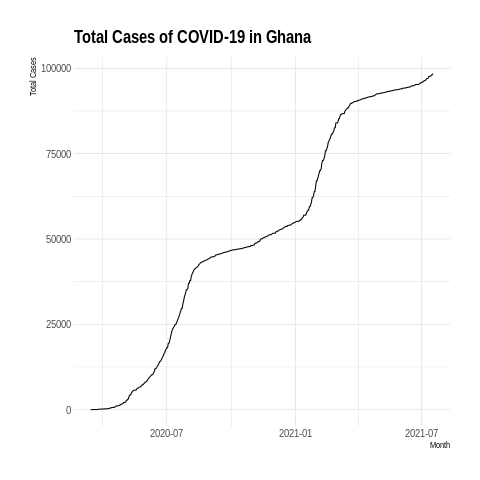 Total Cases of COVID-19 in Ghana
Total Cases
100000
75000
50000
25000
0
2020-07 2021-01 2021-07
Month